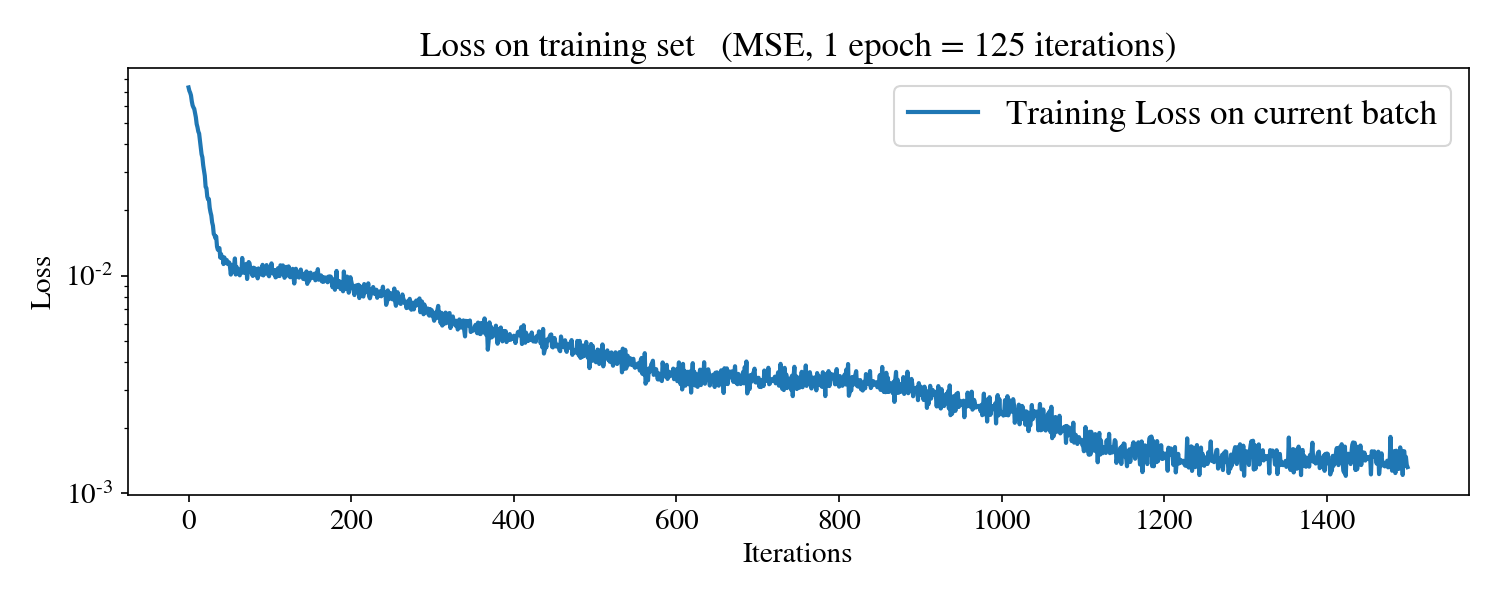 Loss on training set (MSE, 1 epoch = 125 iterations)
Training Loss on current batch
Loss
10^-2
10^-3
0 200 400 600 800 1000 1200 1400
Iterations